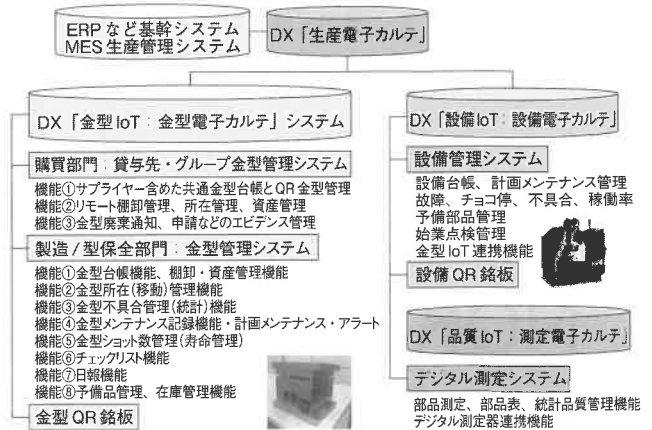 ERPなど基幹システム
MES生産管理システム
DX「生産電子カルテ」
DX「金型IoT：金型電子カルテ」システム
購買部門：貸与先・グループ金型管理システム
機能①サプライヤー含めた共通金型台帳とQR金型管理
機能②リモート棚卸管理、所在管理、資産管理
機能③金型廃棄通知、申請などのエビデンス管理
製造/型保全部門：金型管理システム
機能①金型台帳機能、棚卸・資産管理機能
機能②金型所在(移動)管理機能
機能③金型不具合管理(統計)機能
機能④金型メンテナンス記録機能・計画メンテナンス・アラート
機能⑤金型ショット数管理(寿命管理)
機能⑥チェックリスト機能
機能⑦日報機能
機能⑧予備品管理、在庫管理機能
金型QR銘板
DX「設備IoT：設備電子カルテ」
設備管理システム
設備台帳、計画メンテナンス管理
故障、チョコ停、不具合、稼働率
予備部品管理
始業点検管理
金型IoT連携機能
設備QR銘板
DX「品質IoT：測定電子カルテ」
デジタル測定システム
部品測定、部品表、統計品質管理機能
デジタル測定器連携機能